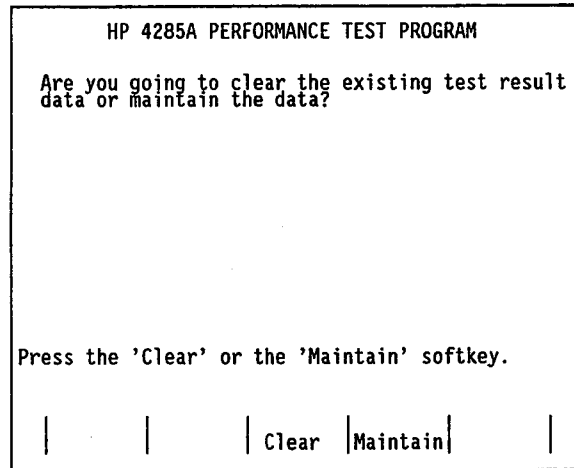 HP 4285A PERFORMANCE TEST PROGRAM
Are you going to clear the existing test result
data or maintain the data?
Press the 'Clear' or the 'Maintain' softkey.
Clear Maintain